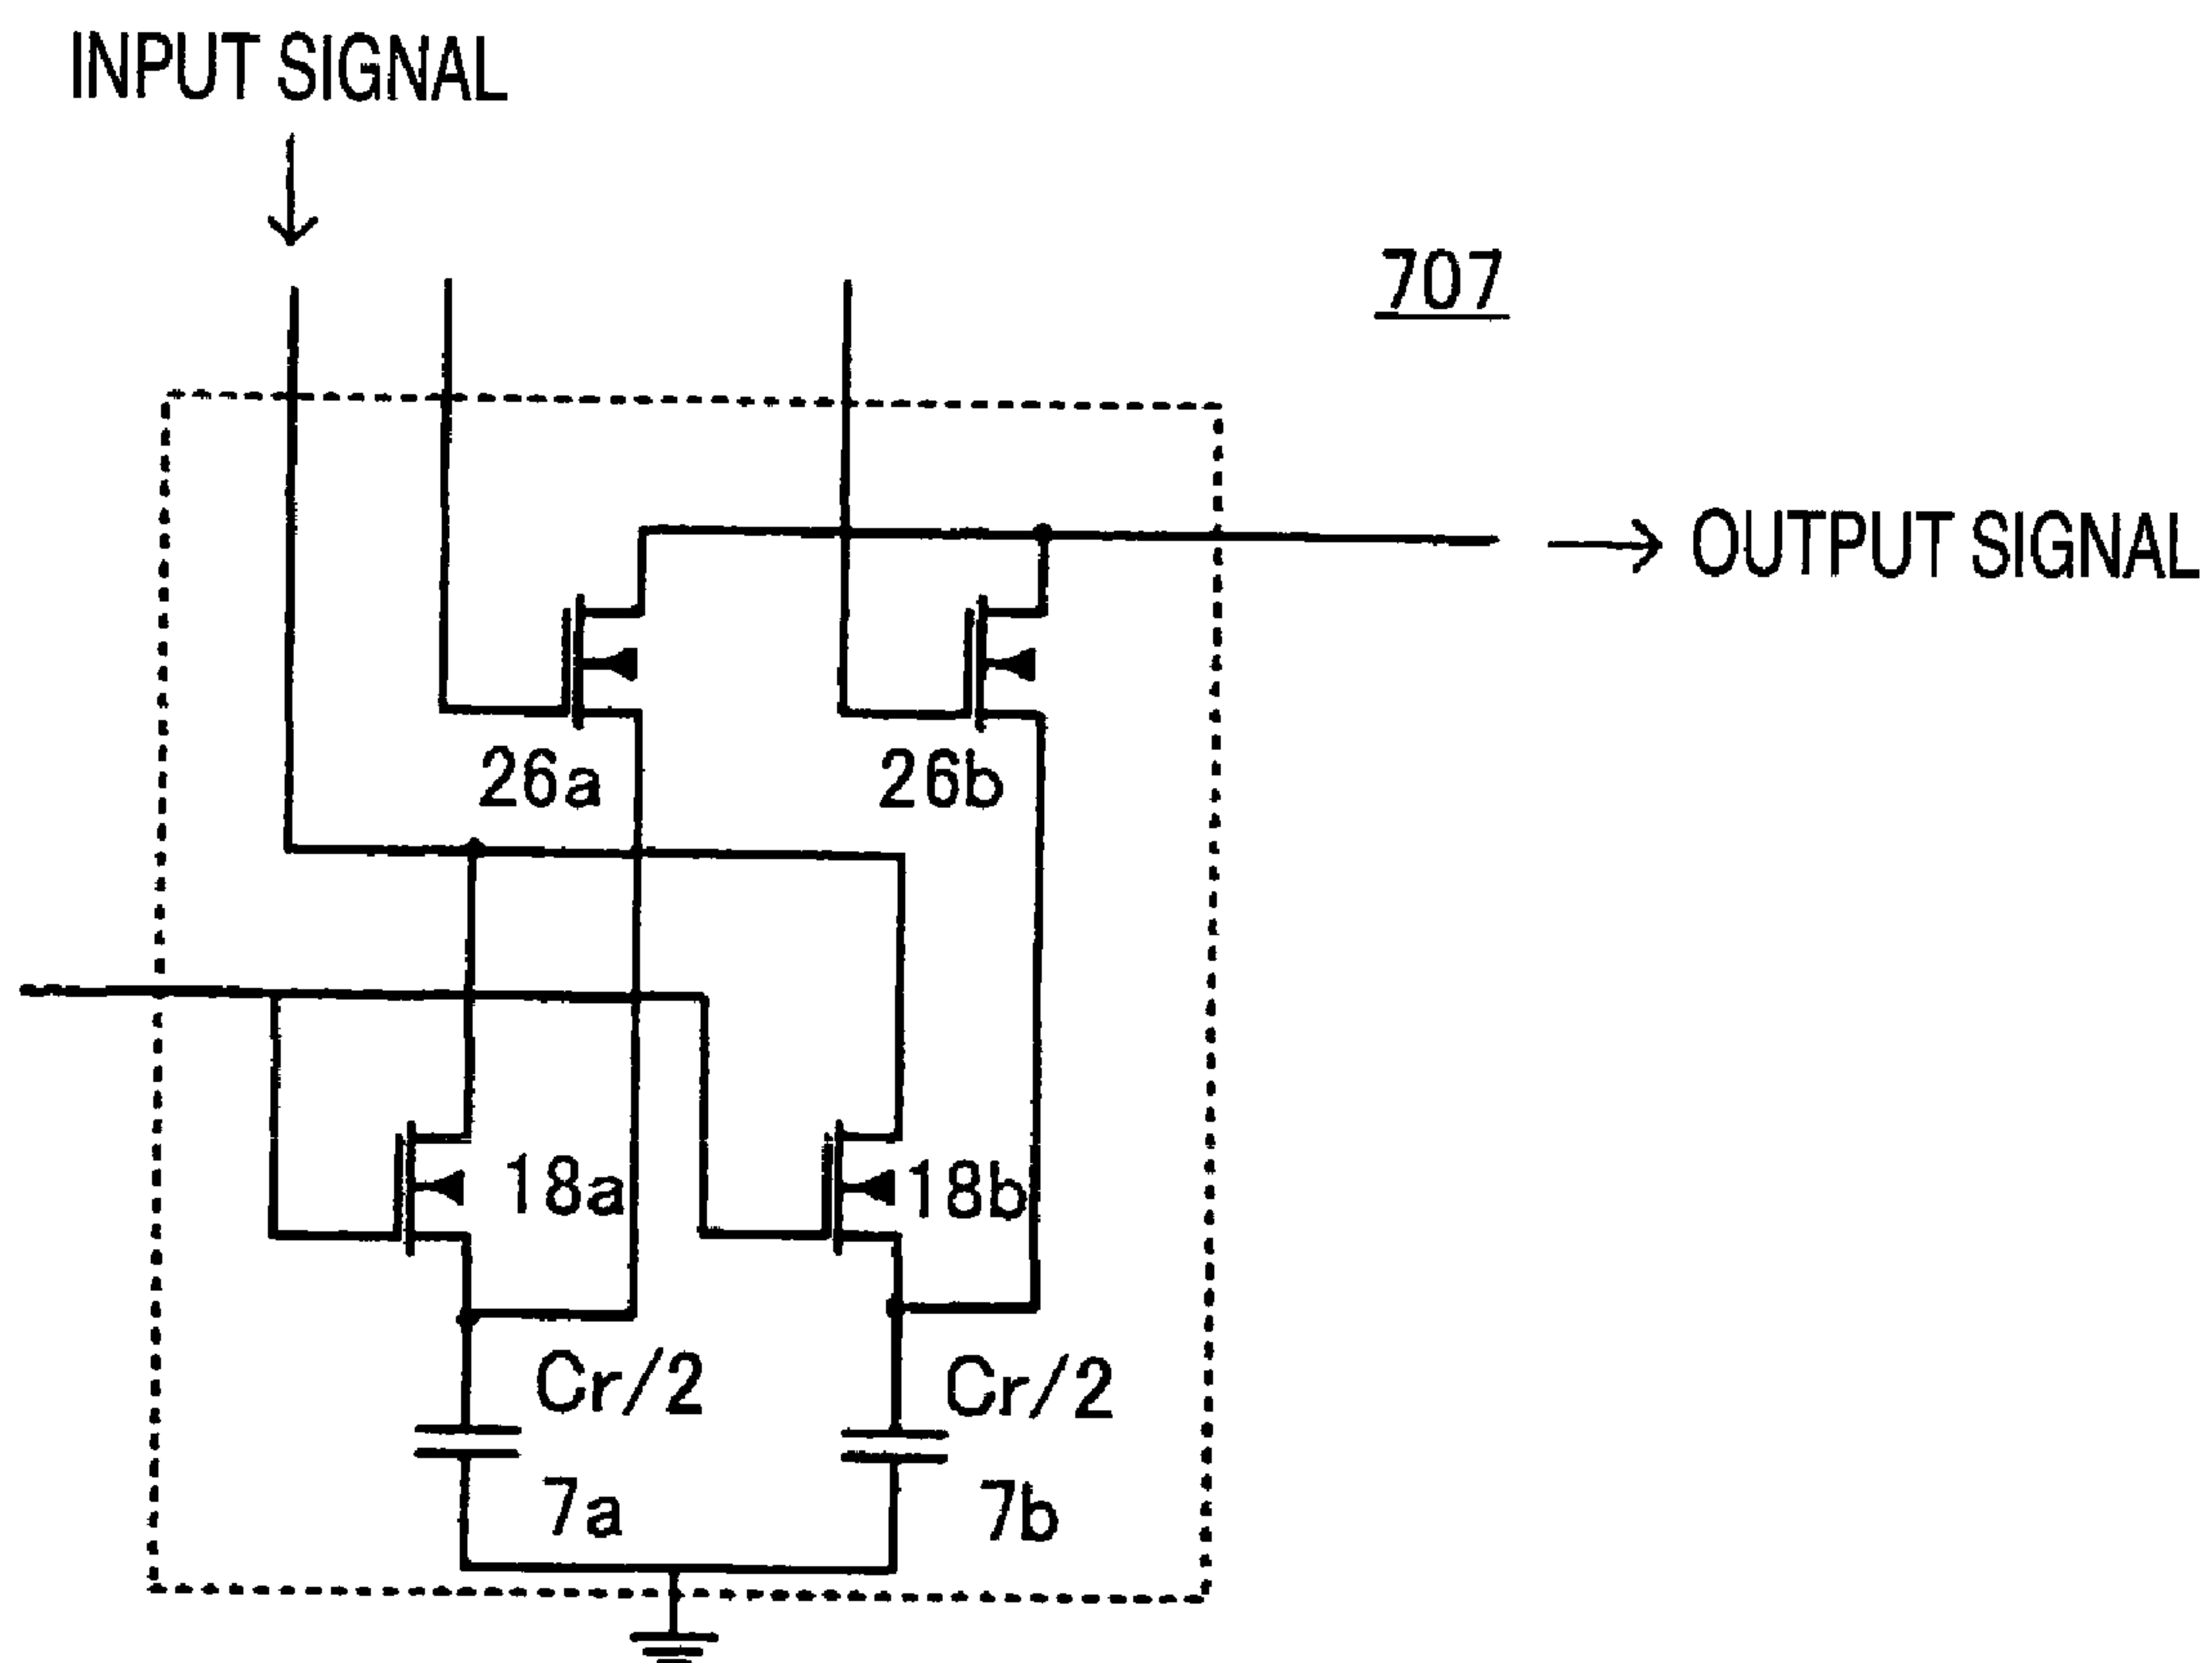 INPUT SIGNAL
707
OUTPUT SIGNAL
26a
26b
18a
18b
Cr/2
Cr/2
7a
7b